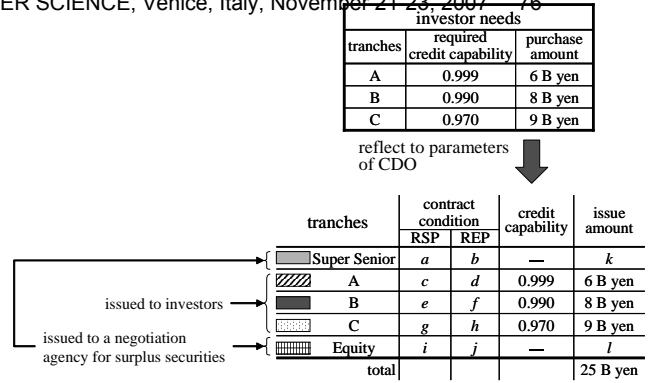 ER SCIENCE, Venice, Italy, November 21-23, 2007 76
investor needs
tranches required credit capability purchase amount
A 0.999 6 B yen
B 0.990 8 B yen
C 0.970 9 B yen
reflect to parameters
of CDO
tranches contract condition credit capability issue amount
RSP REP
Super Senior a b — k
A c d 0.999 6 B yen
B e f 0.990 8 B yen
C g h 0.970 9 B yen
Equity i j — l
total 25 B yen
issued to investors
issued to a negotiation
agency for surplus securities